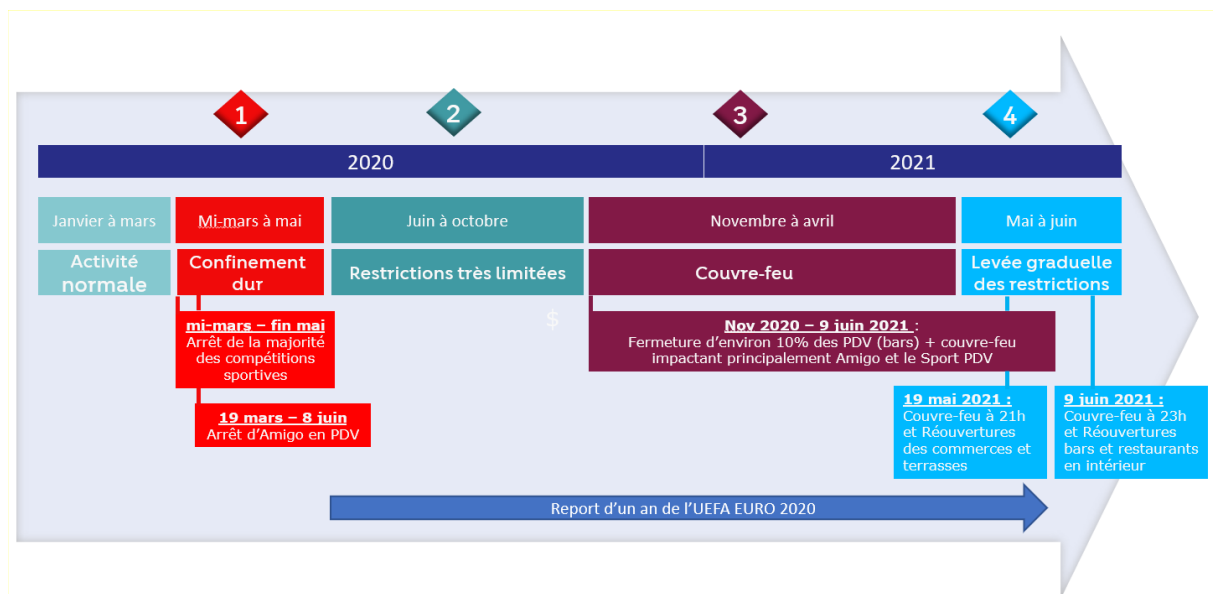 1
2
3
4
2020
2021
Janvier à mars
Mi-mars à mai
Juin à octobre
Novembre à avril
Mai à juin
Activité
normale
Confinement
dur
Restrictions très limitées
Couvre-feu
Levée graduelle
des restrictions
mi-mars – fin mai
Arrêt de la majorité
des compétitions
sportives
$
Nov 2020 – 9 juin 2021 :
Fermeture d’environ 10% des PDV (bars) + couvre-feu
impactant principalement Amigo et le Sport PDV
19 mars – 8 juin
Arrêt d’Amigo en PDV
19 mai 2021 :
Couvre-feu à 21h
et Réouvertures
des commerces et
terrasses
9 juin 2021 :
Couvre-feu à 23h
et Réouvertures
bars et restaurants
en intérieur
Report d’un an de l’UEFA EURO 2020